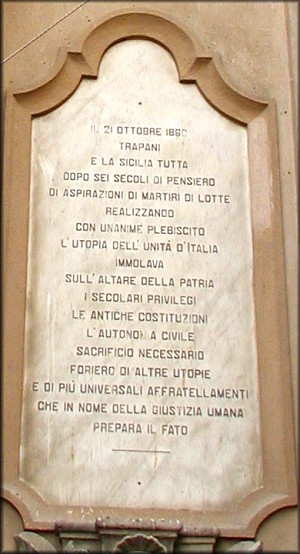 IL 21 OTTOBRE 1860
TRAPANI
E LA SICILIA TUTTA
DOPO SEI SECOLI DI PENSIERO
DI ASPIRAZIONI DI MARTIRI DI LOTTE
REALIZZANDO
CON UNANIME PLEBISCITO
L'UTOPIA DELL'UNITÀ D'ITALIA
IMMOLAVA
SULL'ALTARE DELLA PATRIA
I SECOLARI PRIVILEGI
LE ANTICHE COSTITUZIONI
L'AUTONOMIA CIVILE
SACRIFICIO NECESSARIO
FORIERO DI ALTRE UTOPIE
E DI PIÙ UNIVERSALI AFFRATELLAMENTI
CHE IN NOME DELLA GIUSTIZIA UMANA
PREPARA IL FATO